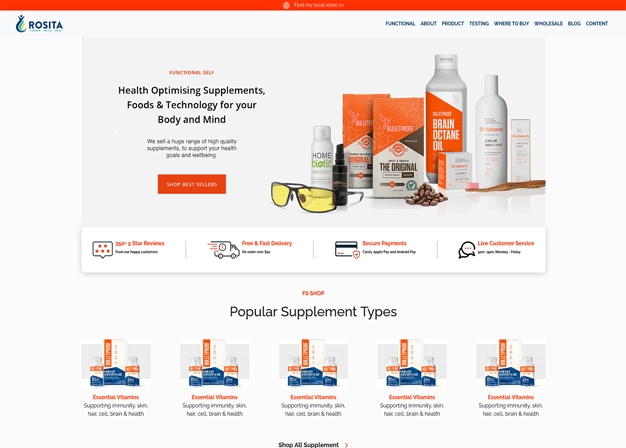 Find my local store >>
ROSITA
FUNCTIONAL ABOUT PRODUCT TESTING WHERE TO BUY WHOLESALE BLOG CONTENT
FUNCTIONAL SELF
Health Optimising Supplements,
Foods & Technology for your
Body and Mind
We sell a huge range of high quality
supplements, to support your health
goals and wellbeing.
SHOP BEST SELLERS
HOME
biotic
BULLETPROOF
THE ORIGINAL
BULLETPROOF
BRAIN
OCTANE
OIL
350+ 5 Star Reviews
From our happy customers
Free & Fast Delivery
On order over $50
Secure Payments
Cards, Apple Pay and Android Pay
Live Customer Service
9am -9pm, Monday - Friday
FS SHOP
Popular Supplement Types
Essential Vitamins
Supporting immunity, skin,
hair, cell, brain & health
Essential Vitamins
Supporting immunity, skin,
hair, cell, brain & health
Essential Vitamins
Supporting immunity, skin,
hair, cell, brain & health
Essential Vitamins
Supporting immunity, skin,
hair, cell, brain & health
Essential Vitamins
Supporting immunity, skin,
hair, cell, brain & health
Shop All Supplement >